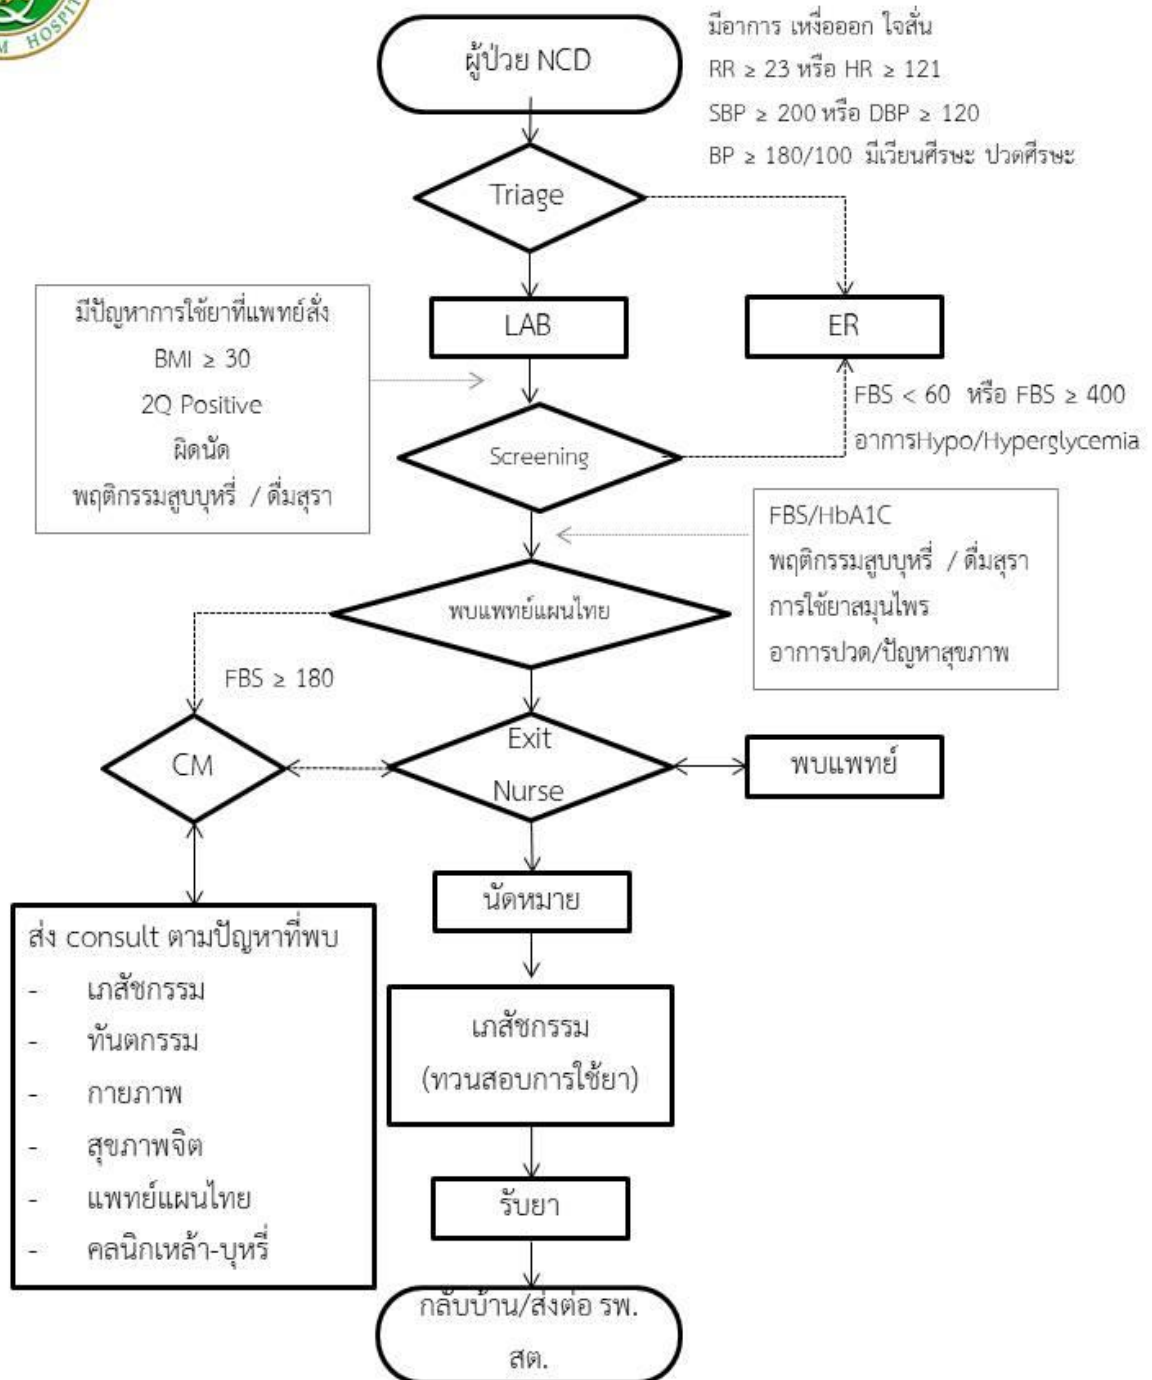 M HOSPIT
ผู้ป่วย NCD
มีอาการ เหงื่อออก ใจสั่น
RR ≥ 23 หรือ HR ≥ 121
SBP ≥ 200 หรือ DBP ≥ 120
BP ≥ 180/100 มีเวียนศีรษะ ปวดศีรษะ
Triage
มีปัญหาการใช้ยาที่แพทย์สั่ง
BMI ≥ 30
2Q Positive
ผิดนัด
พฤติกรรมสูบบุหรี่ / ดื่มสุรา
LAB
ER
FBS < 60 หรือ FBS ≥ 400
อาการHypo/Hyperglycemia
Screening
FBS/HbA1C
พฤติกรรมสูบบุหรี่ / ดื่มสุรา
การใช้ยาสมุนไพร
อาการปวด/ปัญหาสุขภาพ
พบแพทย์แผนไทย
FBS ≥ 180
CM
Exit
Nurse
พบแพทย์
นัดหมาย
ส่ง consult ตามปัญหาที่พบ
- เภสัชกรรม
- ทันตกรรม
- กายภาพ
- สุขภาพจิต
- แพทย์แผนไทย
- คลนิกเหล้า-บุหรี่
เภสัชกรรม
(ทวนสอบการใช้ยา)
รับยา
กลับบ้าน/ส่งต่อ รพ.
สต.